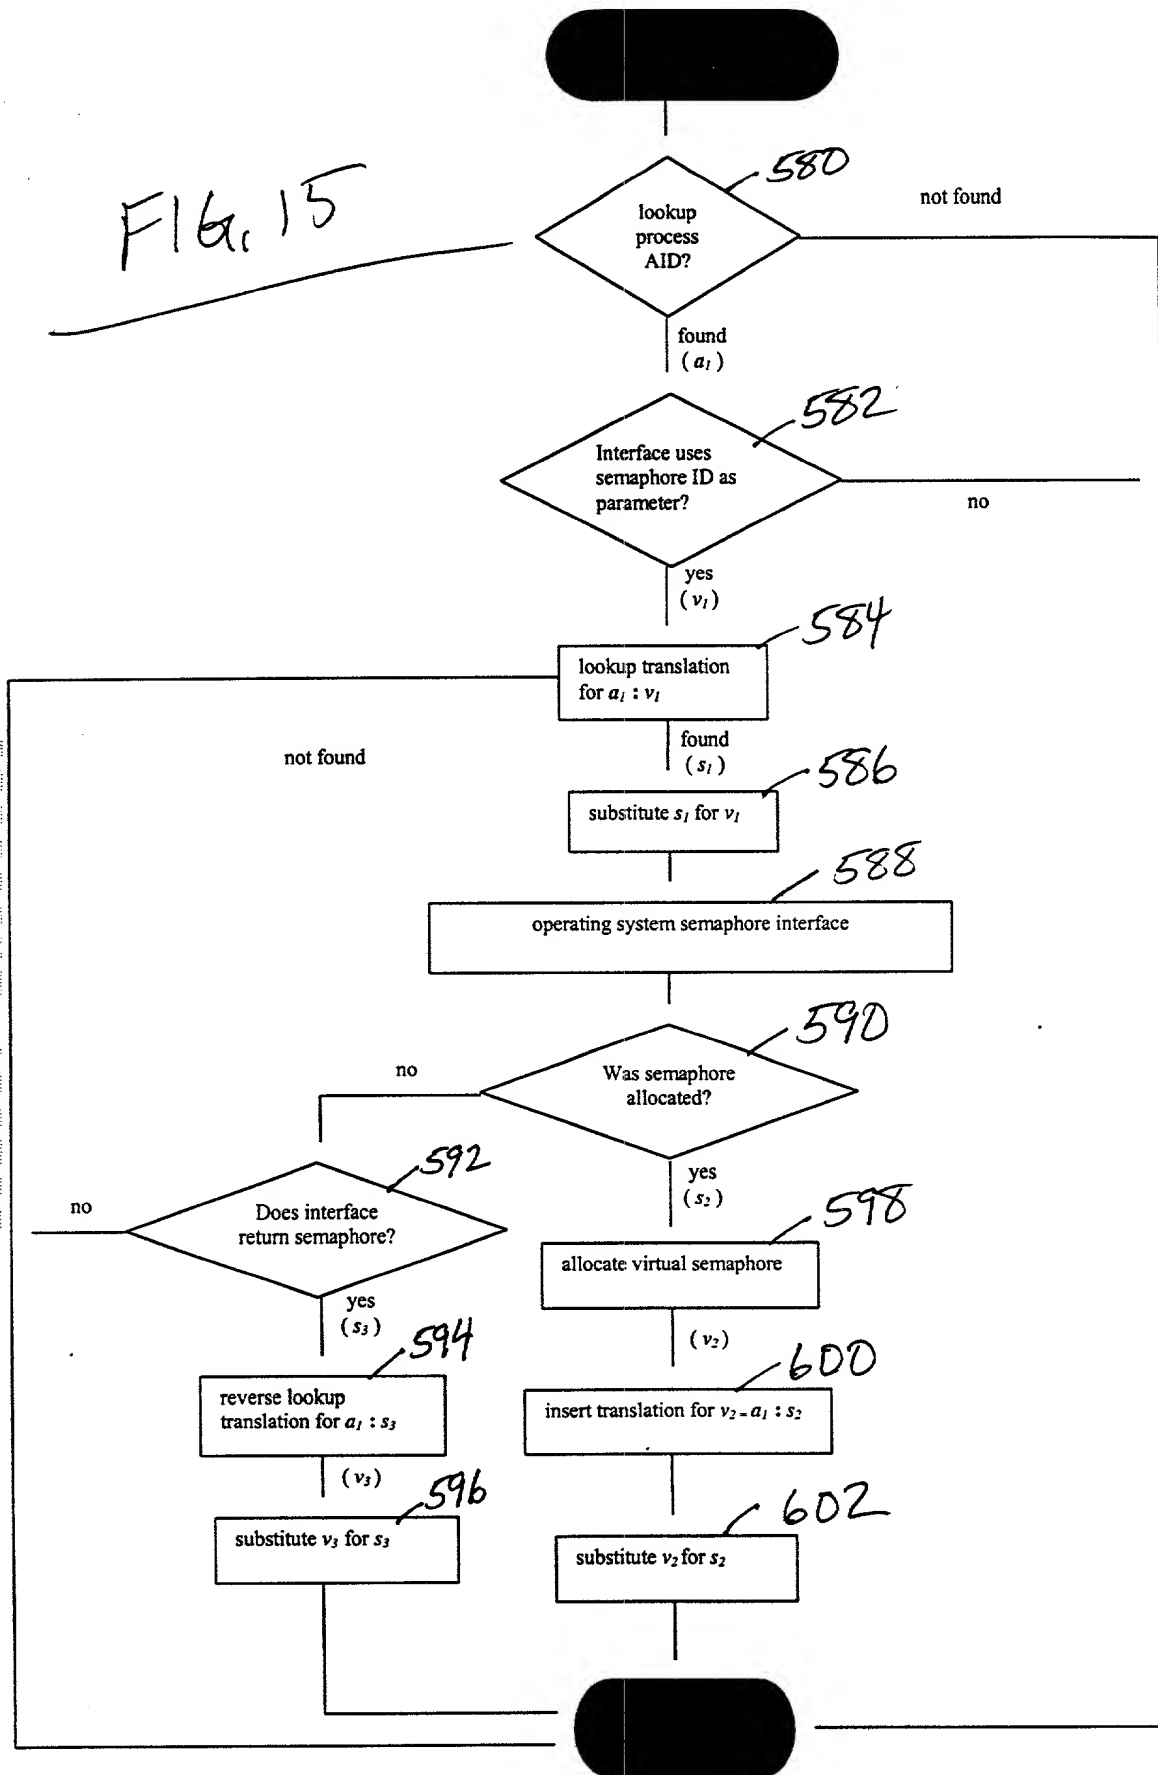 FIG. 15
580
not found
lookup
process
AID?
found
(a1)
582
Interface uses
semaphore ID as
parameter?
no
yes
(v1)
584
lookup translation
for a1 : v1
not found
found
(s1)
586
substitute s1 for v1
588
operating system semaphore interface
590
no
Was semaphore
allocated?
592
yes
(s2)
no
Does interface
return semaphore?
598
allocate virtual semaphore
yes
(s3)
594
(v2)
600
reverse lookup
translation for a1 : s3
insert translation for v2 = a1 : s2
(v3)
596
602
substitute v3 for s3
substitute v2 for s2